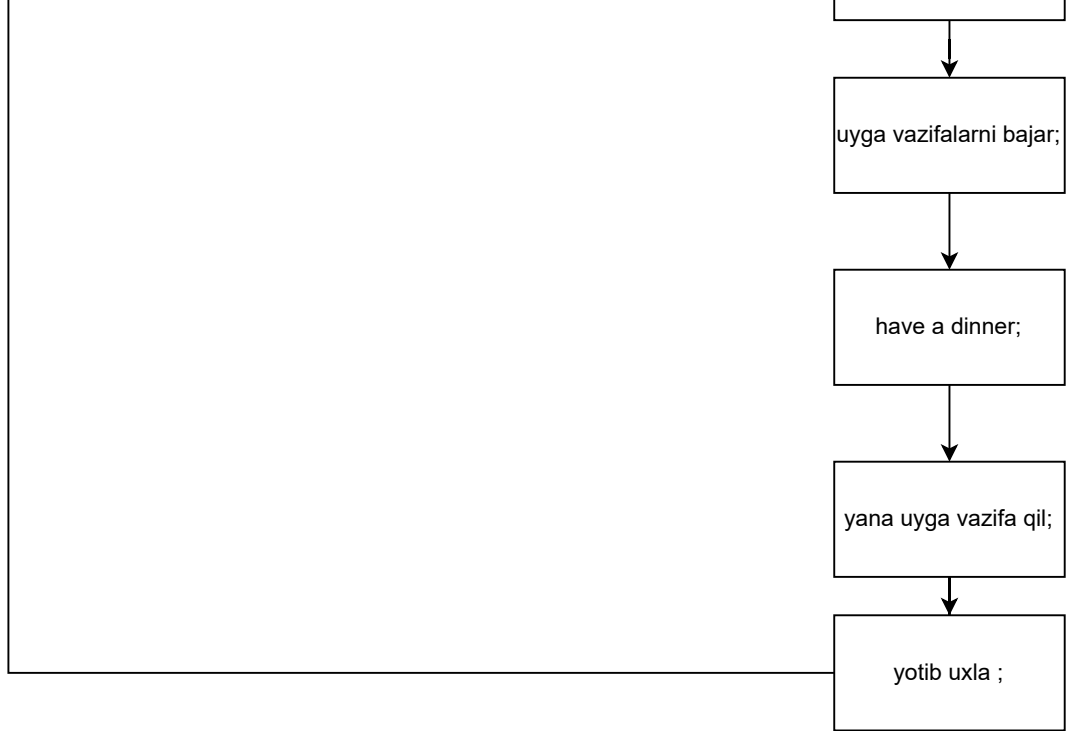 uyga vazifalarni bajar;
have a dinner;
yana uyga vazifa qil;
yotib uxla ;